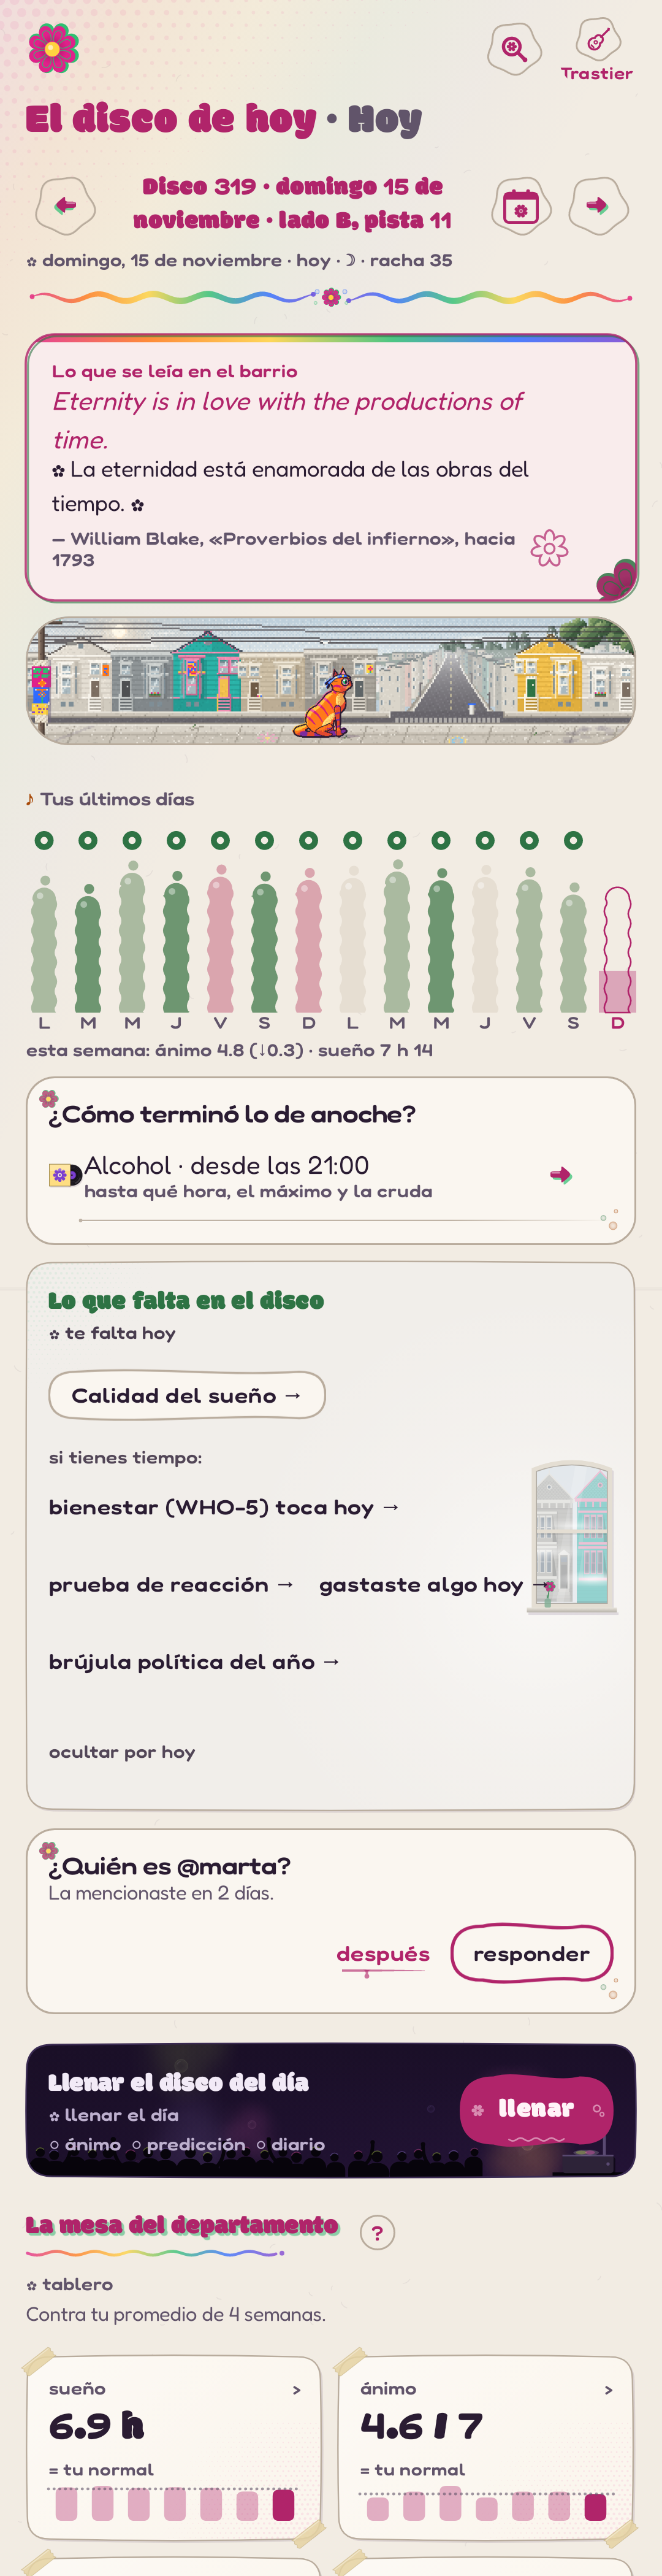 Trastier
El disco de hoy · Hoy
Disco 319 · domingo 15 de
noviembre · lado B, pista 11
✿ domingo, 15 de noviembre · hoy · ☽ · racha 35
Lo que se leía en el barrio
Eternity is in love with the productions of
time.
✿ La eternidad está enamorada de las obras del
tiempo. ✿
— William Blake, «Proverbios del infierno», hacia
1793
♪ Tus últimos días
L M M J V S D L M M J V S D
esta semana: ánimo 4.8 (↓0.3) · sueño 7 h 14
¿Cómo terminó lo de anoche?
Alcohol · desde las 21:00
hasta qué hora, el máximo y la cruda
Lo que falta en el disco
✿ te falta hoy
Calidad del sueño →
si tienes tiempo:
bienestar (WHO-5) toca hoy →
prueba de reacción → gastaste algo hoy →
brújula política del año →
ocultar por hoy
¿Quién es @marta?
La mencionaste en 2 días.
después responder
Llenar el disco del día
✿ llenar el día
○ ánimo ○ predicción ○ diario
llenar
La mesa del departamento ?
✿ tablero
Contra tu promedio de 4 semanas.
sueño >
6.9 h
= tu normal
ánimo >
4.6 / 7
= tu normal